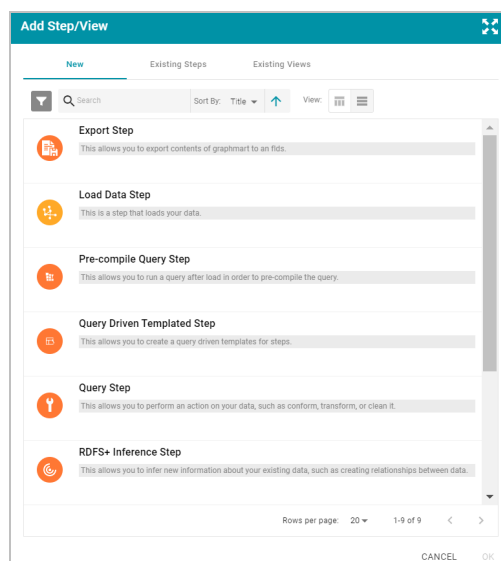 Add Step/View
New Existing Steps Existing Views
Search Sort By: Title View:
Export Step
This allows you to export contents of graphmart to an flds.
Load Data Step
This is a step that loads your data.
Pre-compile Query Step
This allows you to run a query after load in order to pre-compile the query.
Query Driven Templated Step
This allows you to create a query driven templates for steps.
Query Step
This allows you to perform an action on your data, such as conform, transform, or clean it.
RDFS+ Inference Step
This allows you to infer new information about your existing data, such as creating relationships between data.
Rows per page: 20 1-9 of 9
CANCEL OK